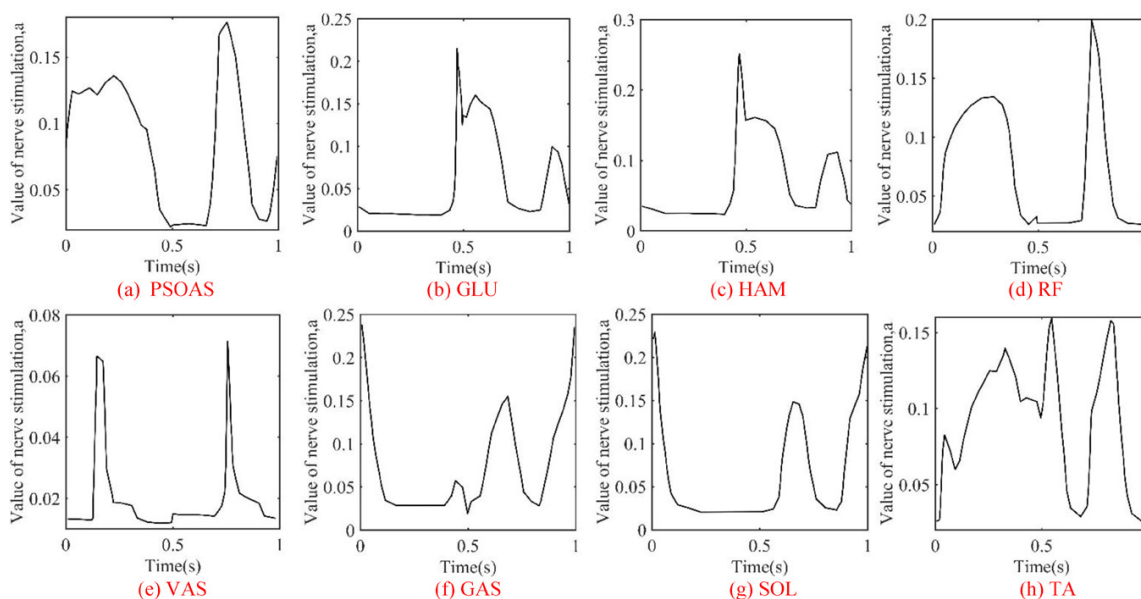 Value of nerve stimulation,a
0.15
0.1
0.05
0
0.5
1
Time(s)
(a) PSOAS
Value of nerve stimulation,a
0.25
0.2
0.15
0.1
0.05
0
0
0.5
1
Time(s)
(b) GLU
Value of nerve stimulation,a
0.3
0.2
0.1
0
0
0.5
1
Time(s)
(c) HAM
Value of nerve stimulation,a
0.2
0.15
0.1
0.05
0
0.5
Time(s)
(d) RF
Value of nerve stimulation,a
0.08
0.06
0.04
0.02
0
0.5
1
Time(s)
(e) VAS
Value of nerve stimulation,a
0.25
0.2
0.15
0.1
0.05
0
0
0.5
1
Time(s)
(f) GAS
Value of nerve stimulation,a
0.25
0.2
0.15
0.1
0.05
0
0
0.5
1
Time(s)
(g) SOL
Value of nerve stimulation,a
0.15
0.1
0.05
0
0.5
Time(s)
(h) TA